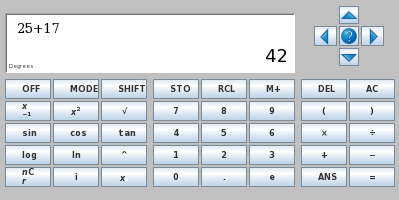 25+17
42
Degrees
?
OFF MODE SHIFT STO RCL M+ DEL AC
x⁻¹ x² √ 7 8 9 ( )
sin cos tan 4 5 6 × ÷
log ln ^ 1 2 3 + −
nCr i x 0 . e ANS =